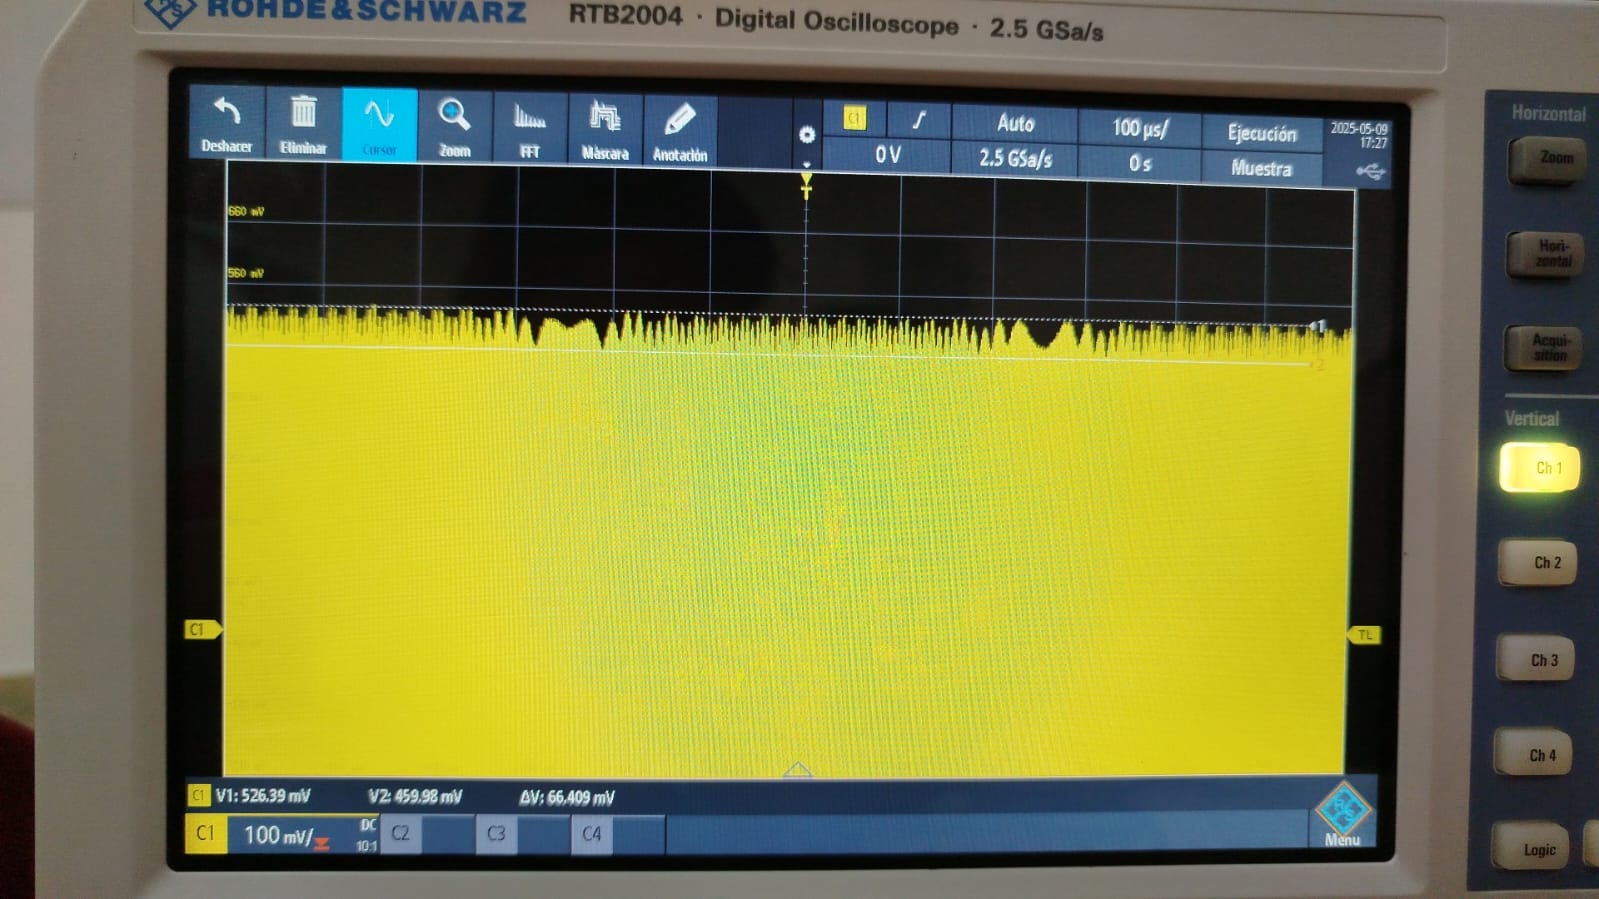 ROHDE&SCHWARZ RTB2004 · Digital Oscilloscope · 2.5 GSa/s
Deshacer Eliminar Cursor Zoom FFT Máscara Anotación
C1 Auto 100 µs/ Ejecución 2025-05-09
17:27
0 V 2.5 GSa/s 0 s Muestra
T
660 mV
560 mV
1
2
C1
TL
C1 V1: 526.39 mV V2: 459.98 mV ΔV: 66.409 mV
C1 100 mV/ DC
10:1
C2 C3 C4
Menu
Horizontal
Zoom
Hori-
zontal
Acqui-
sition
Vertical
Ch 1
Ch 2
Ch 3
Ch 4
Logic